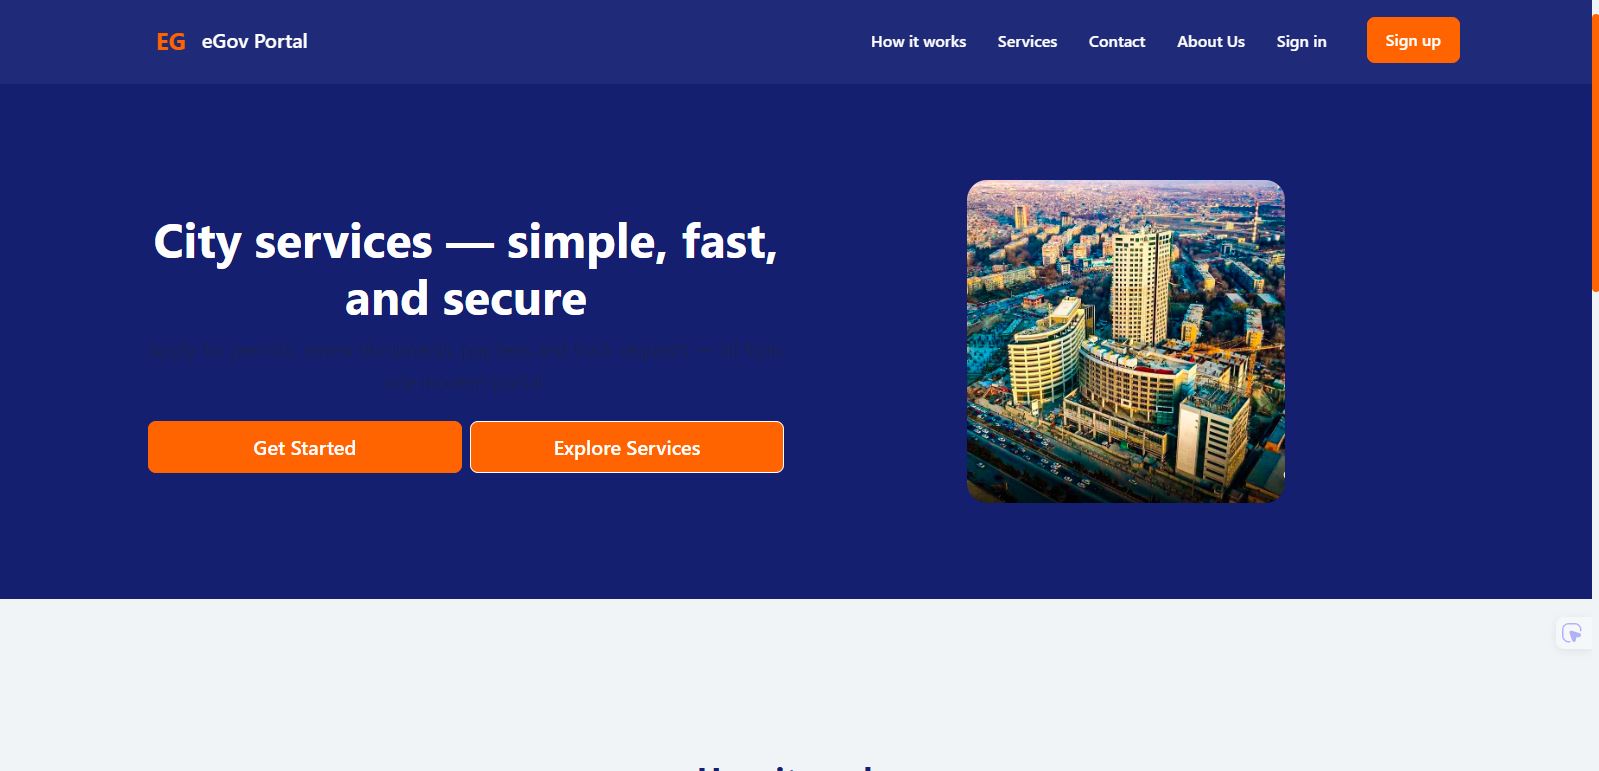 EG eGov Portal
How it works Services Contact About Us Sign in Sign up
City services — simple, fast,
and secure
Apply for permits, renew documents, pay fees, and track requests — all from
one modern portal.
Get Started Explore Services